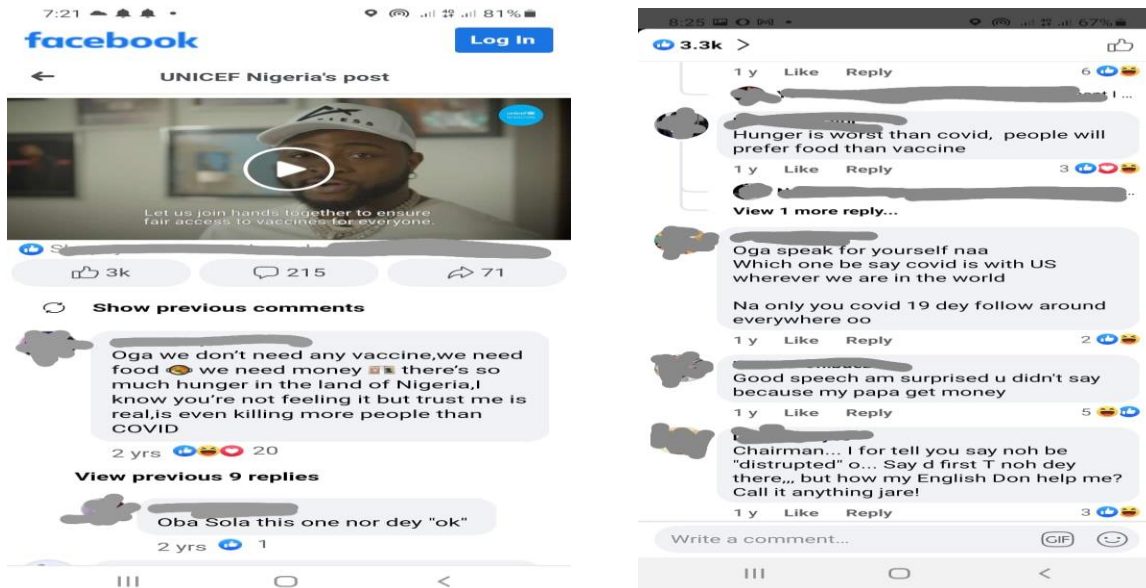 7:21
81%
facebook
Log In
UNICEF Nigeria's post
unicef
Let us join hands together to ensure
fair access to vaccines for everyone.
3k
215
71
Show previous comments
Oga we don't need any vaccine,we need
food 🍲 we need money 💵 there's so
much hunger in the land of Nigeria,I
know you're not feeling it but trust me is
real,is even killing more people than
COVID
2 yrs
20
View previous 9 replies
Oba Sola this one nor dey "ok"
2 yrs
1
8:25
67%
3.3k >
1 y Like Reply 6
Hunger is worst than covid, people will
prefer food than vaccine
1 y Like Reply 3
View 1 more reply...
Oga speak for yourself naa
Which one be say covid is with US
wherever we are in the world
Na only you covid 19 dey follow around
everywhere oo
1 y Like Reply 2
Good speech am surprised u didn't say
because my papa get money
1 y Like Reply 5
Chairman... I for tell you say noh be
"distrupted" o... Say d first T noh dey
there,,, but how my English Don help me?
Call it anything jare!
1 y Like Reply 3
Write a comment...
GIF